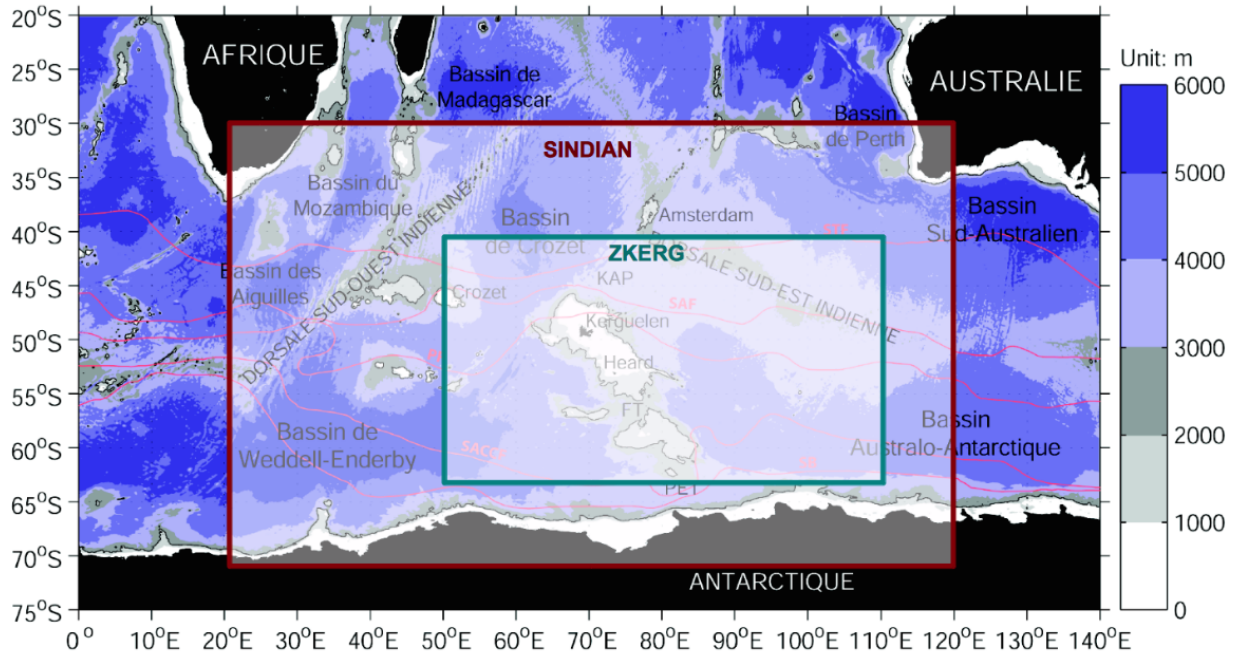 20°S
25°S
30°S
35°S
40°S
45°S
50°S
55°S
60°S
65°S
70°S
75°S
0°
10°E
20°E
30°E
40°E
50°E
60°E
70°E
80°E
90°E
100°E
110°E
120°E
130°E
140°E
AFRIQUE
AUSTRALIE
ANTARCTIQUE
Bassin de
Madagascar
Bassin
de Perth
SINDIAN
Bassin du
Mozambique
DORSALE SUD-OUEST INDIENNE
Bassin
de Crozet
Amsterdam
STF
Bassin
Sud-Australien
ZKERG
DORSALE SUD-EST INDIENNE
Bassin des
Aiguilles
Crozet
KAP
SAF
Kerguelen
Heard
FT
Bassin de
Weddell-Enderby
Bassin
Australo-Antarctique
PET
Unit: m
6000
5000
4000
3000
2000
1000
0